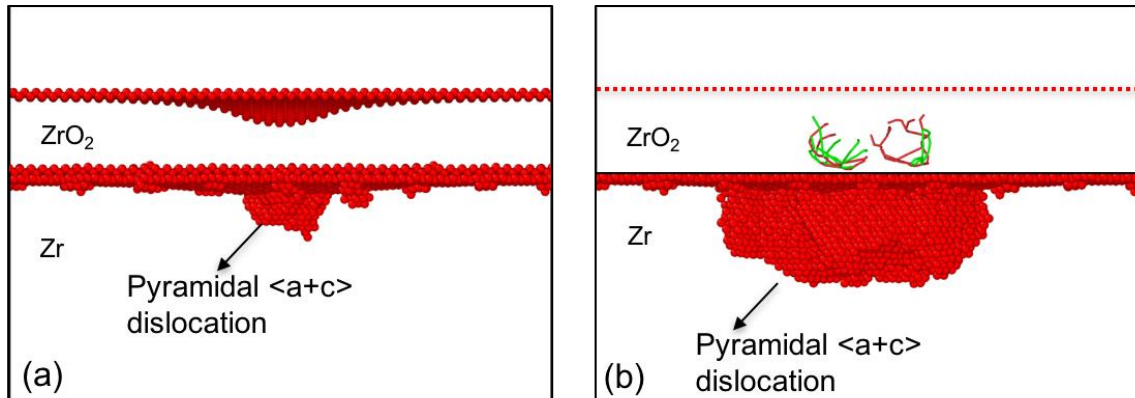 ZrO₂
Zr
Pyramidal <a+c>
dislocation
(a)
ZrO₂
Zr
Pyramidal <a+c>
dislocation
(b)